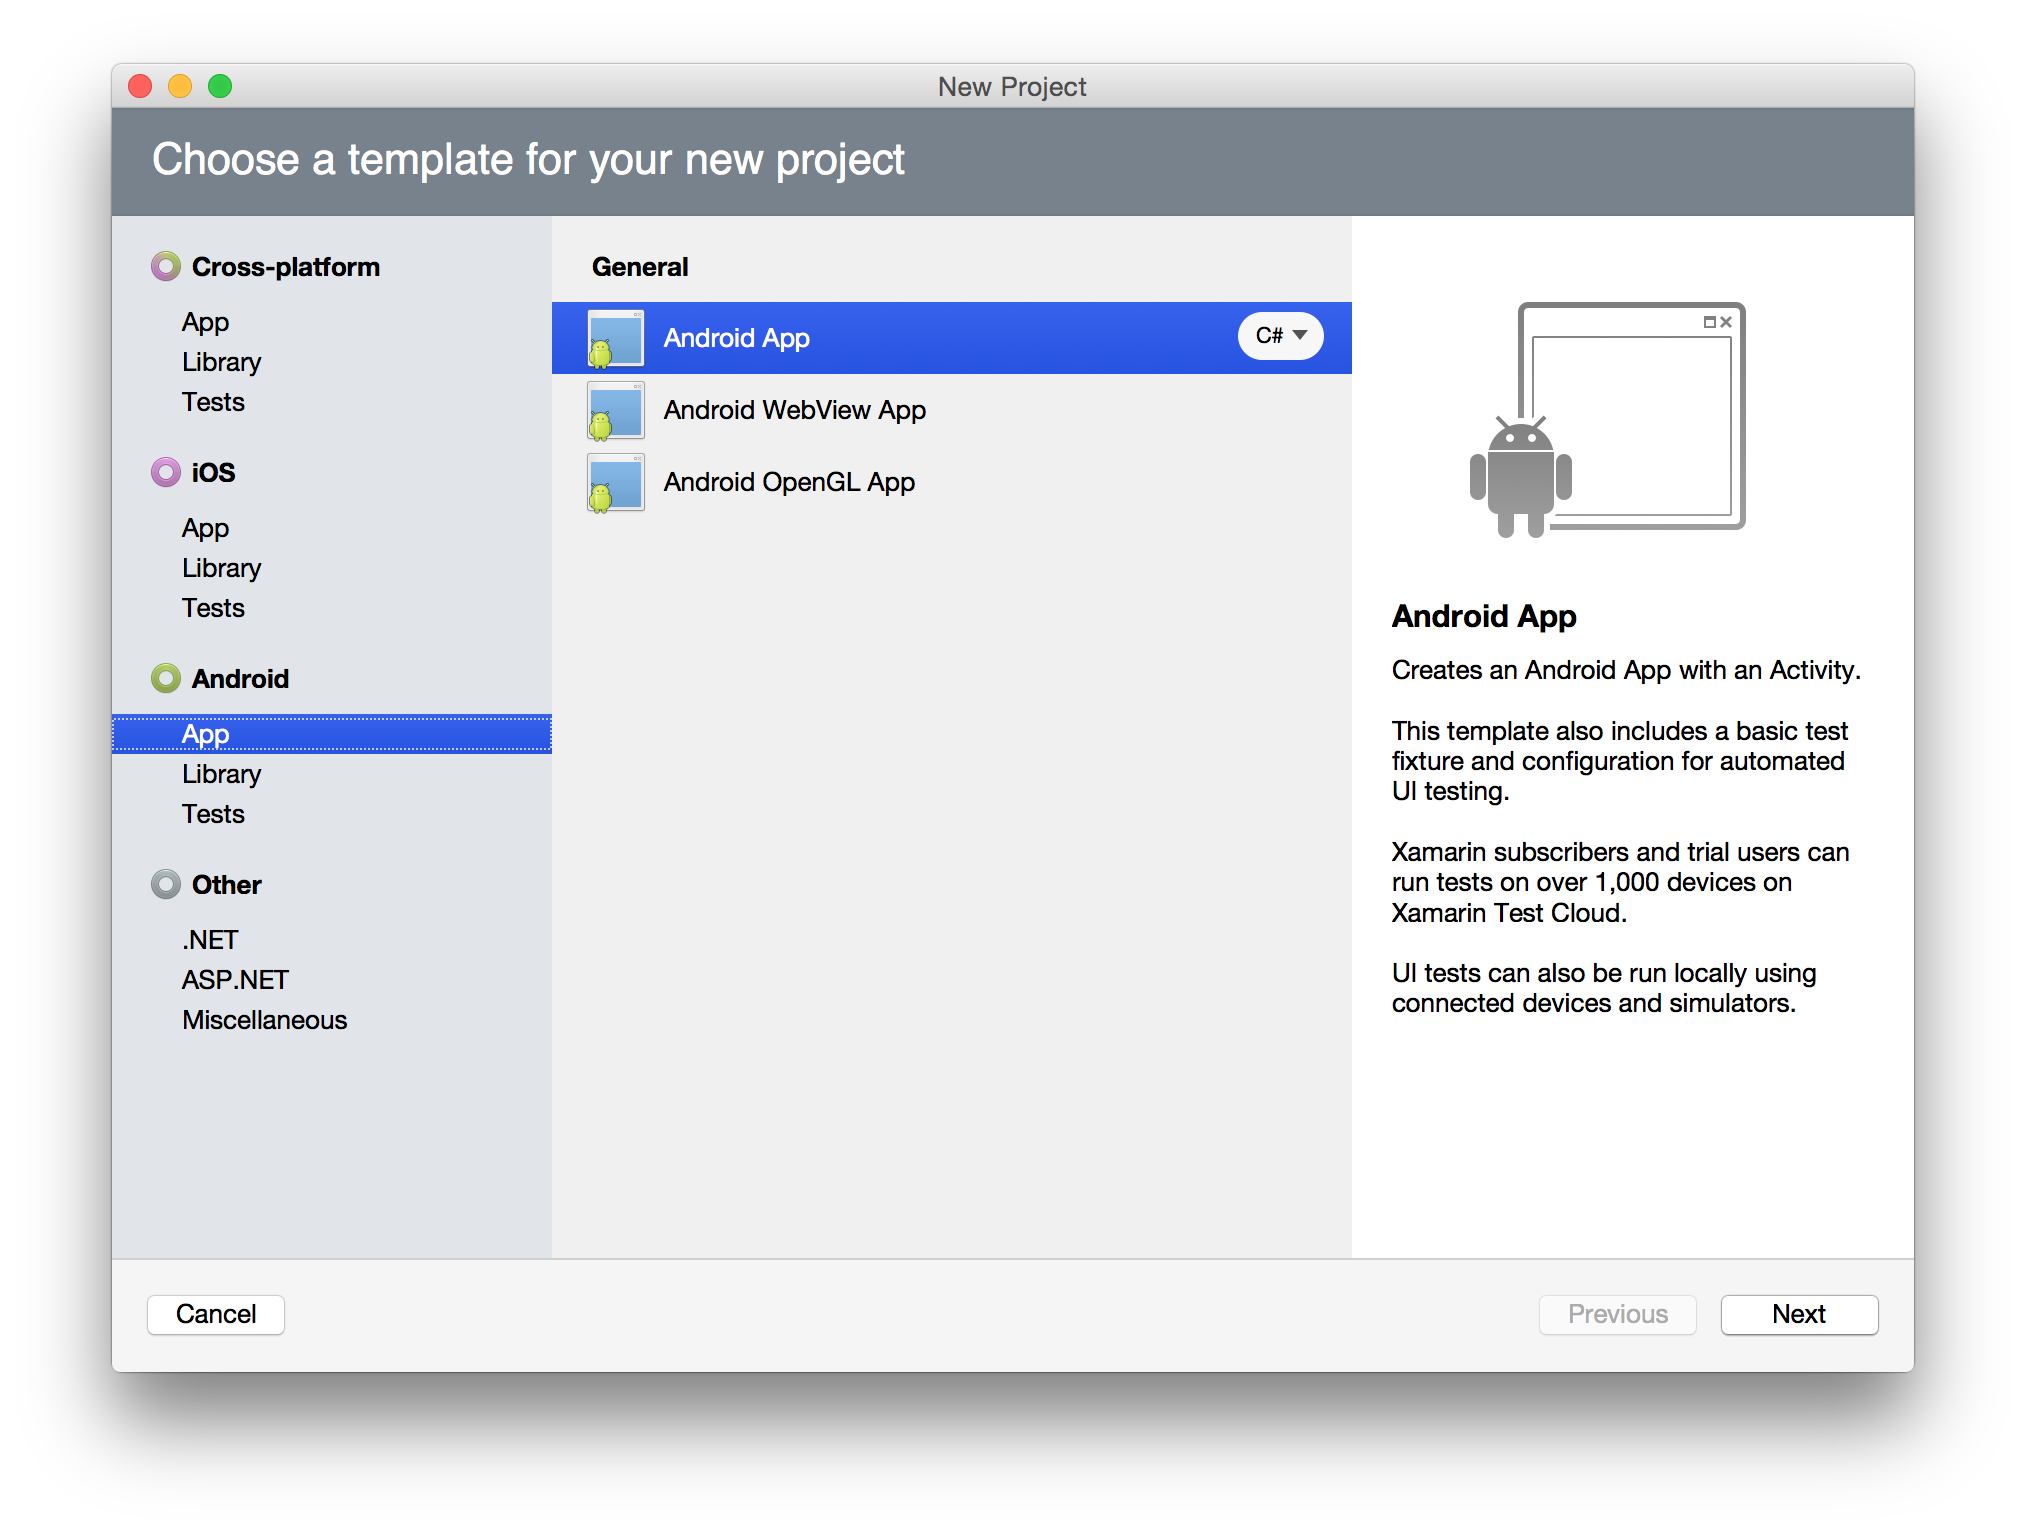 New Project
Choose a template for your new project
Cross-platform
App
Library
Tests
iOS
App
Library
Tests
Android
App
Library
Tests
Other
.NET
ASP.NET
Miscellaneous
General
Android App
C#
Android WebView App
Android OpenGL App
Android App
Creates an Android App with an Activity.
This template also includes a basic test
fixture and configuration for automated
UI testing.
Xamarin subscribers and trial users can
run tests on over 1,000 devices on
Xamarin Test Cloud.
UI tests can also be run locally using
connected devices and simulators.
Cancel
Previous
Next